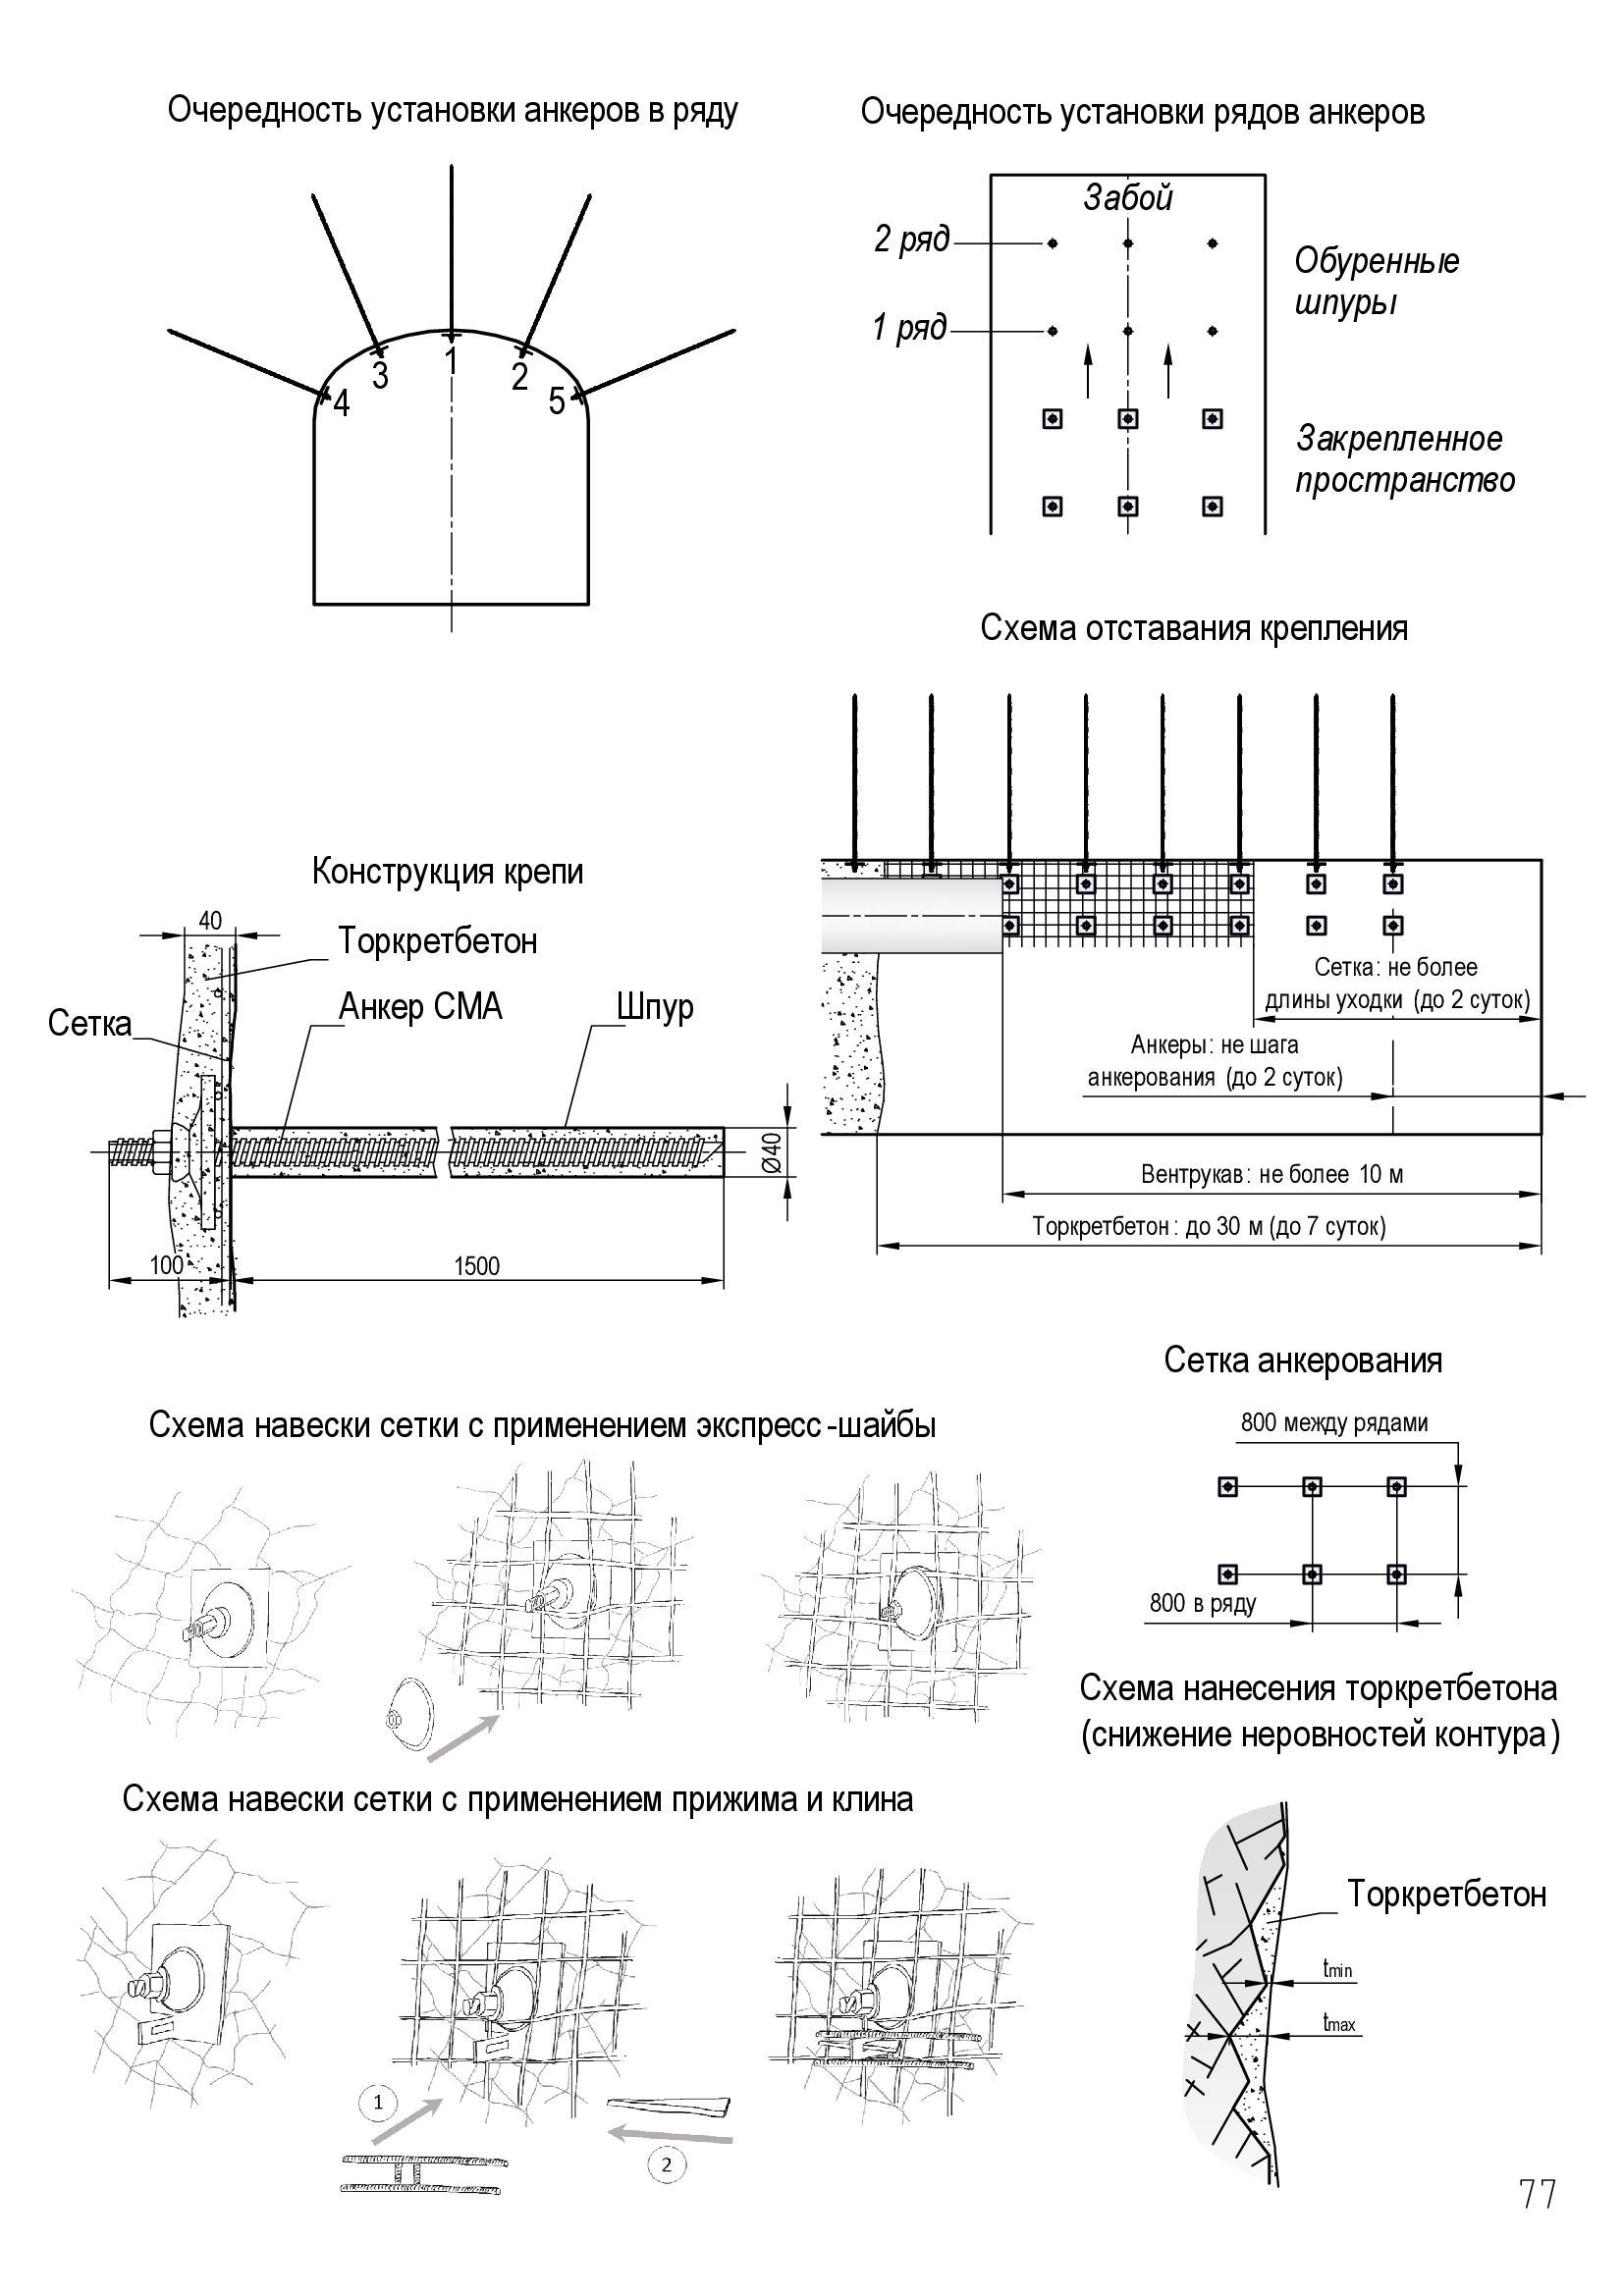 Очередность установки анкеров в ряду
3
1
2
4
5
Очередность установки рядов анкеров
Забой
2 ряд
1 ряд
Обуренные
шпуры
Закрепленное
пространство
Схема отставания крепления
Сетка: не более
длины уходки (до 2 суток)
Анкеры: не шага
анкерования (до 2 суток)
Вентрукав: не более 10 м
Торкретбетон: до 30 м (до 7 суток)
Конструкция крепи
40
Торкретбетон
Анкер СМА
Шпур
Сетка
Ø40
100
1500
Сетка анкерования
800 между рядами
800 в ряду
Схема навески сетки с применением экспресс-шайбы
Схема нанесения торкретбетона
(снижение неровностей контура)
Торкретбетон
tmin
tmax
Схема навески сетки с применением прижима и клина
1
2
77